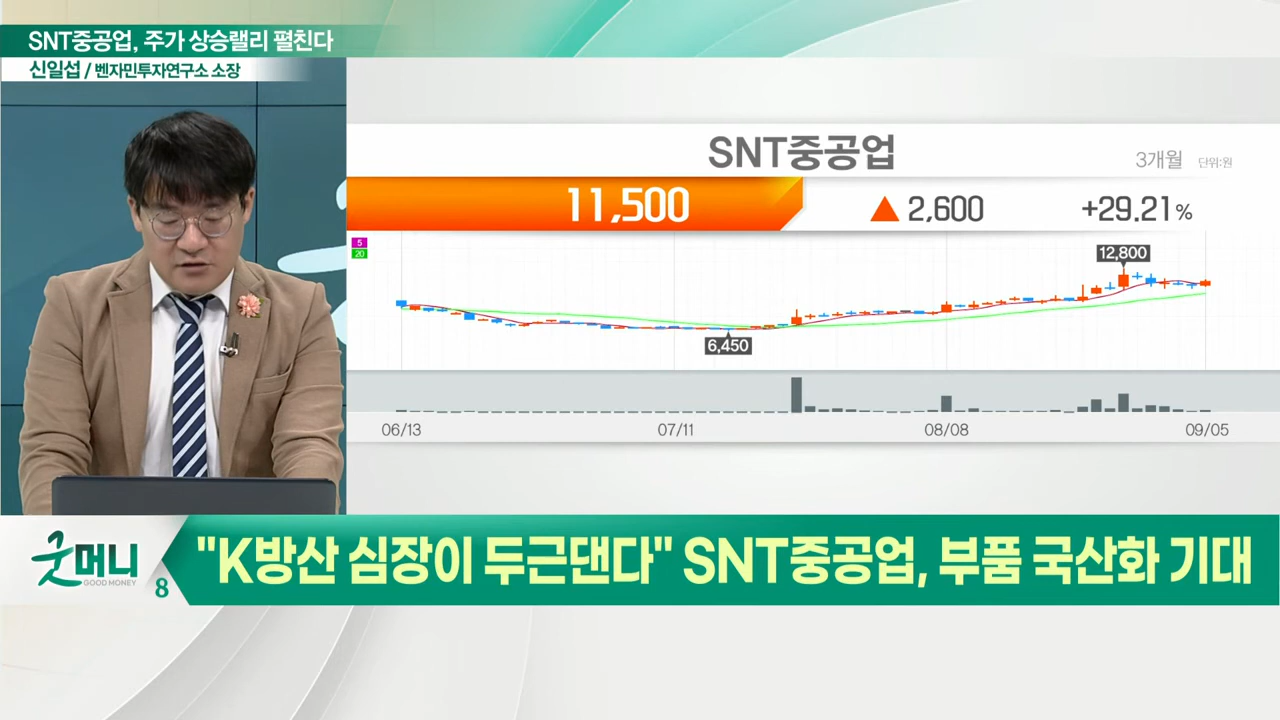 SNT중공업, 주가 상승랠리 펼친다
신일섭 / 벤자민투자연구소 소장
SNT중공업
3개월 단위:원
11,500 ▲ 2,600 +29.21%
5
20
12,800
6,450
06/13 07/11 08/08 09/05
굿머니
GOOD MONEY
8
"K방산 심장이 두근댄다" SNT중공업, 부품 국산화 기대